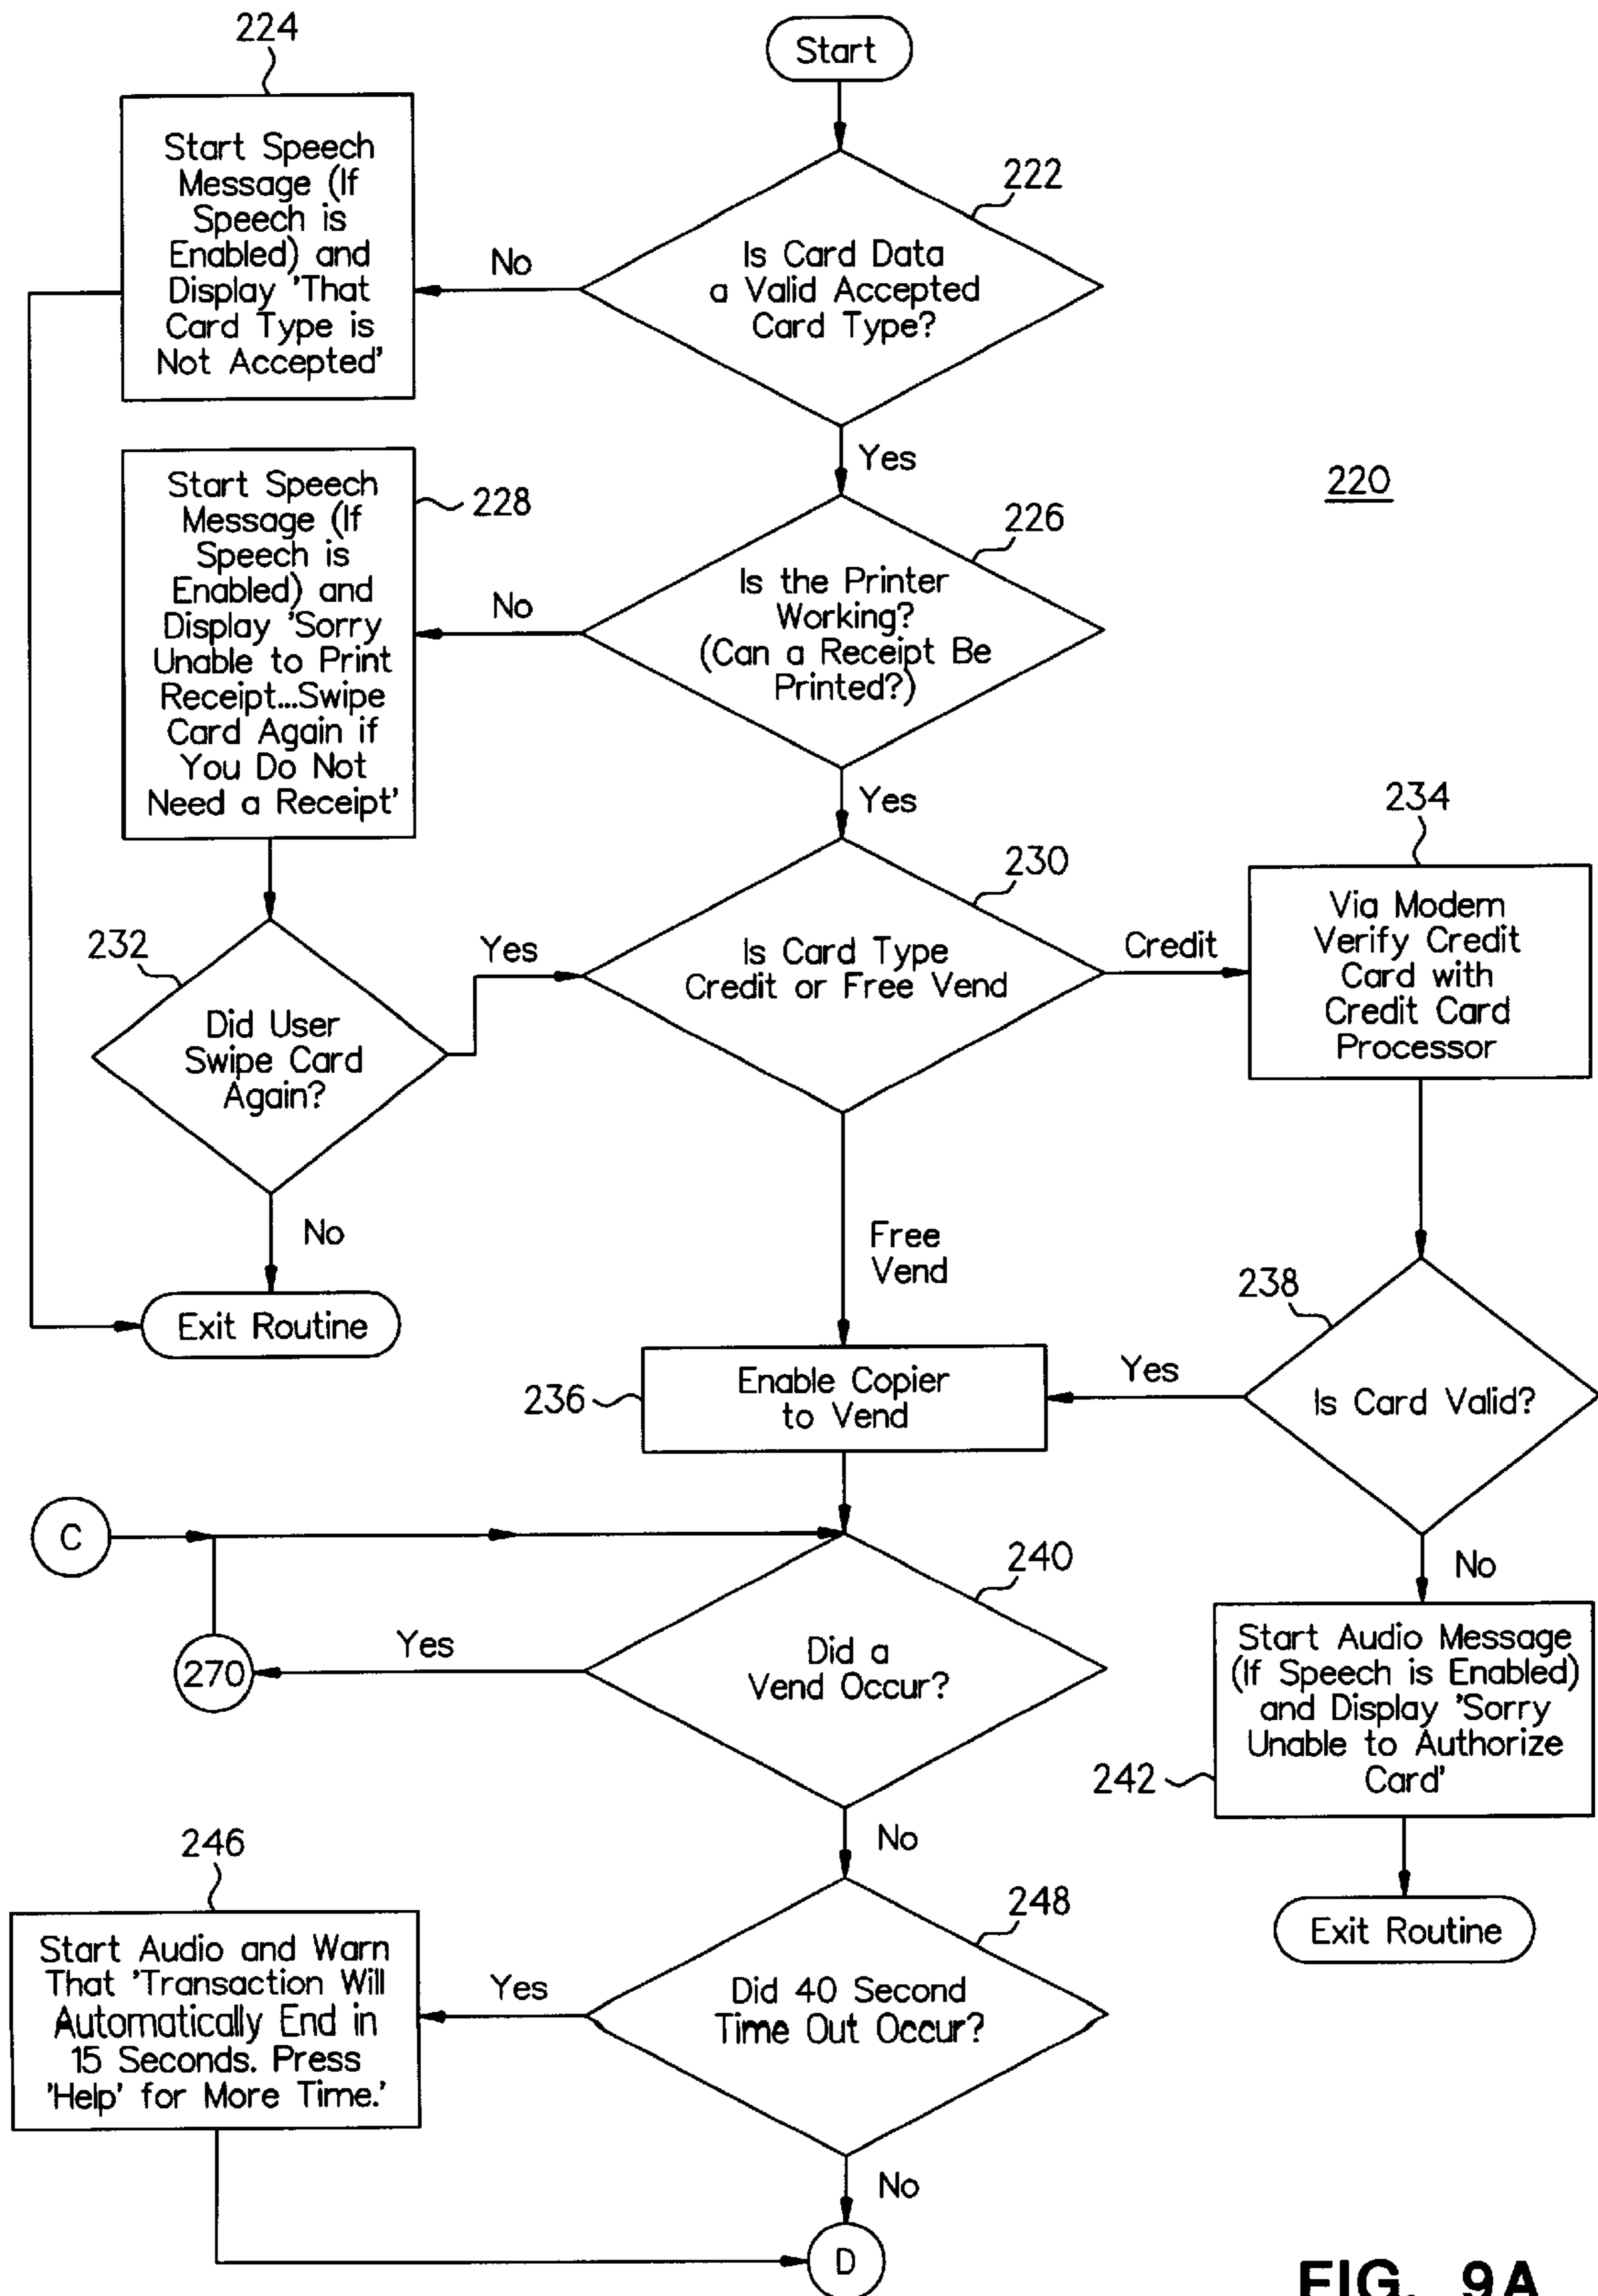 224
Start
Start Speech
Message (If
Speech is
Enabled) and
Display 'That
Card Type is
Not Accepted'
No
222
Is Card Data
a Valid Accepted
Card Type?
Yes
220
Start Speech
Message (If
Speech is
Enabled) and
Display 'Sorry
Unable to Print
Receipt...Swipe
Card Again if
You Do Not
Need a Receipt'
228
No
226
Is the Printer
Working?
(Can a Receipt Be
Printed?)
Yes
232
Did User
Swipe Card
Again?
Yes
230
Is Card Type
Credit or Free Vend
Credit
234
Via Modem
Verify Credit
Card with
Credit Card
Processor
No
Exit Routine
Free
Vend
236
Enable Copier
to Vend
Yes
238
Is Card Valid?
No
C
270
Yes
240
Did a
Vend Occur?
No
242
Start Audio Message
(If Speech is Enabled)
and Display 'Sorry
Unable to Authorize
Card'
Exit Routine
246
Start Audio and Warn
That 'Transaction Will
Automatically End in
15 Seconds. Press
'Help' for More Time.'
Yes
248
Did 40 Second
Time Out Occur?
No
D
FIG. 9A